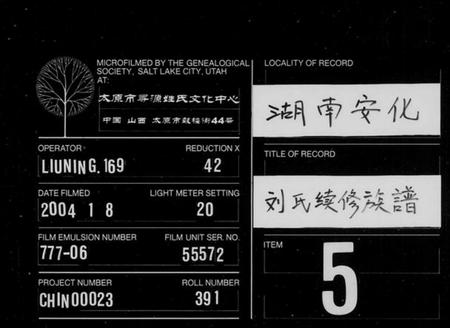 MICROFILMED BY THE GENEALOGICAL
SOCIETY, SALT LAKE CITY, UTAH
AT:
太原市寻源姓氏文化中心
中国 山西 太原市鼓楼街44号
OPERATOR
LIUNING.169
REDUCTION X
42
DATE FILMED
2004 1 8
LIGHT METER SETTING
20
FILM EMULSION NUMBER
777-06
FILM UNIT SER. NO.
55572
PROJECT NUMBER
CHIN00023
ROLL NUMBER
391
LOCALITY OF RECORD
湖南安化
TITLE OF RECORD
刘氏续修族譜
ITEM
5